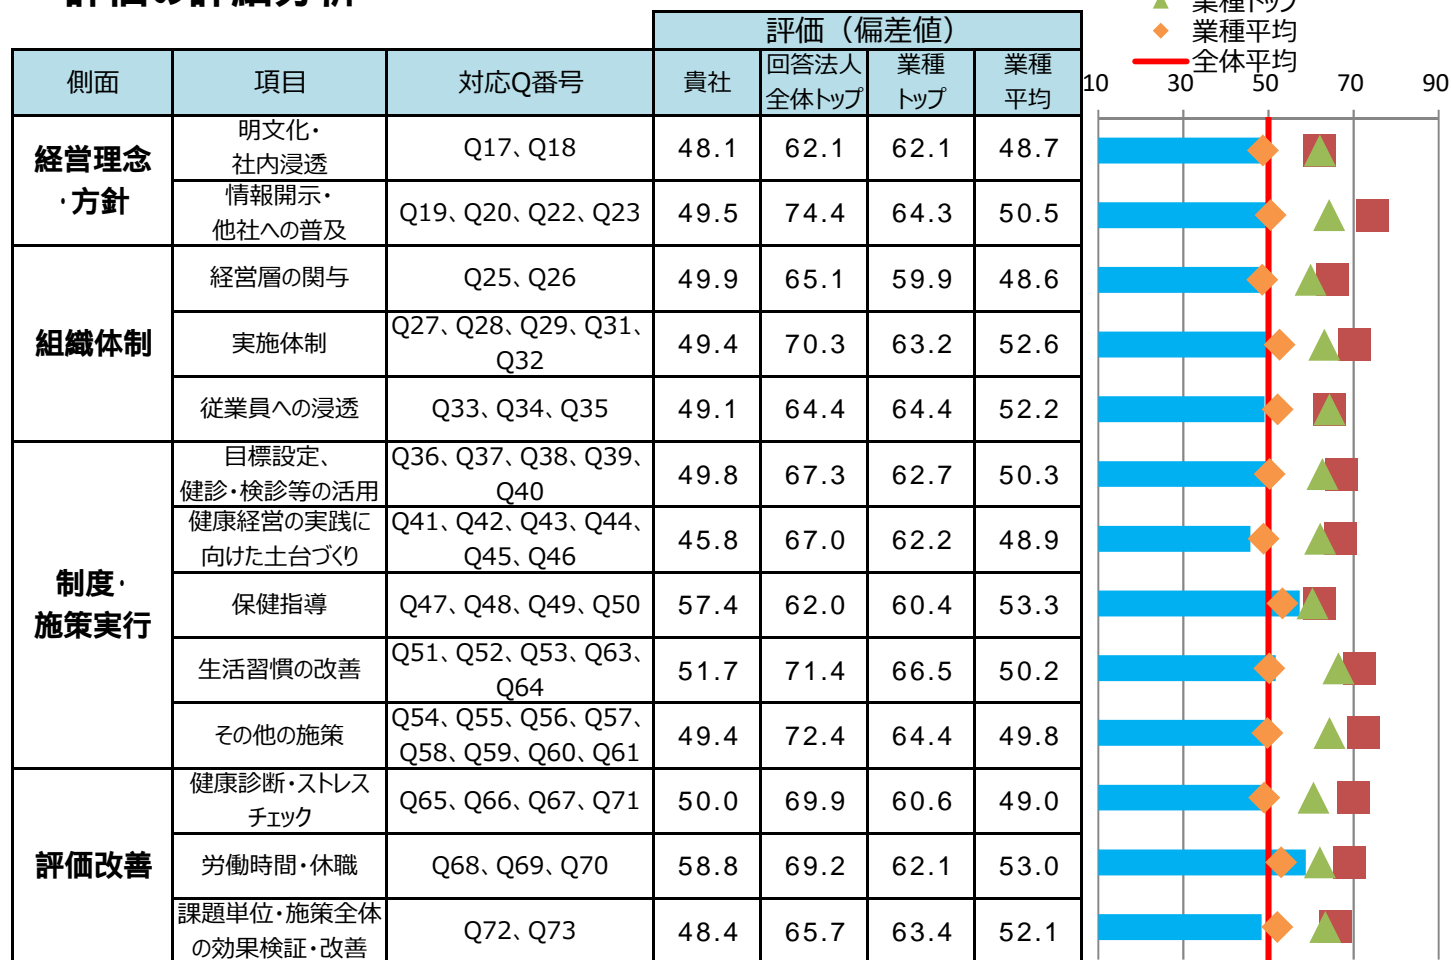 評価の詳細分析
業種トップ
業種平均
全体平均
評価（偏差値）
側面 項目 対応Q番号 貴社 回答法人全体トップ 業種トップ 業種平均
10 30 50 70 90
経営理念・方針
明文化・社内浸透 Q17、Q18 48.1 62.1 62.1 48.7
情報開示・他社への普及 Q19、Q20、Q22、Q23 49.5 74.4 64.3 50.5
組織体制
経営層の関与 Q25、Q26 49.9 65.1 59.9 48.6
実施体制 Q27、Q28、Q29、Q31、Q32 49.4 70.3 63.2 52.6
従業員への浸透 Q33、Q34、Q35 49.1 64.4 64.4 52.2
制度・施策実行
目標設定、健診・検診等の活用 Q36、Q37、Q38、Q39、Q40 49.8 67.3 62.7 50.3
健康経営の実践に向けた土台づくり Q41、Q42、Q43、Q44、Q45、Q46 45.8 67.0 62.2 48.9
保健指導 Q47、Q48、Q49、Q50 57.4 62.0 60.4 53.3
生活習慣の改善 Q51、Q52、Q53、Q63、Q64 51.7 71.4 66.5 50.2
その他の施策 Q54、Q55、Q56、Q57、Q58、Q59、Q60、Q61 49.4 72.4 64.4 49.8
評価改善
健康診断・ストレスチェック Q65、Q66、Q67、Q71 50.0 69.9 60.6 49.0
労働時間・休職 Q68、Q69、Q70 58.8 69.2 62.1 53.0
課題単位・施策全体の効果検証・改善 Q72、Q73 48.4 65.7 63.4 52.1